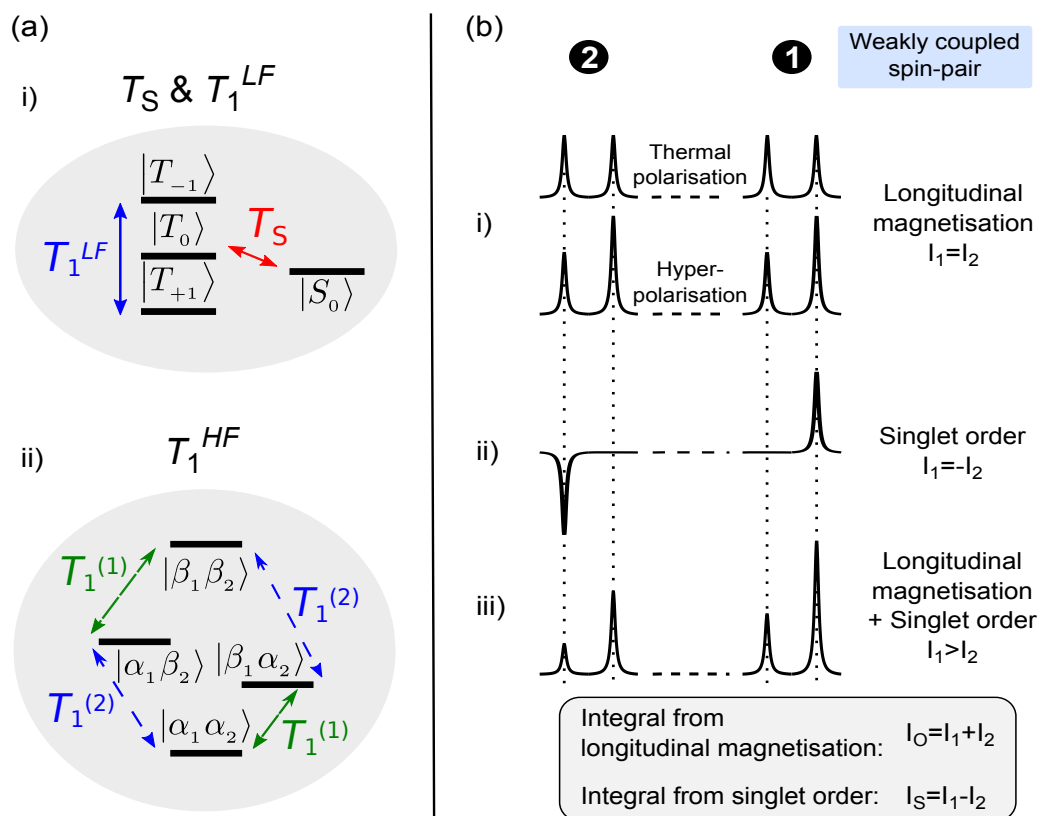 (a)
i)
T_S & T_1^{LF}
|T_{-1}⟩
|T_0⟩
T_S
T_1^{LF}
|T_{+1}⟩
|S_0⟩
ii)
T_1^{HF}
T_1^{(1)}
|β_1β_2⟩
T_1^{(2)}
|α_1β_2⟩
|β_1α_2⟩
T_1^{(2)}
|α_1α_2⟩
T_1^{(1)}
(b)
2
1
Weakly coupled
spin-pair
Thermal
polarisation
i)
Longitudinal
magnetisation
I_1=I_2
Hyper-
polarisation
ii)
Singlet order
I_1=-I_2
iii)
Longitudinal
magnetisation
+ Singlet order
I_1>I_2
Integral from
longitudinal magnetisation: I_O=I_1+I_2
Integral from singlet order: I_S=I_1-I_2